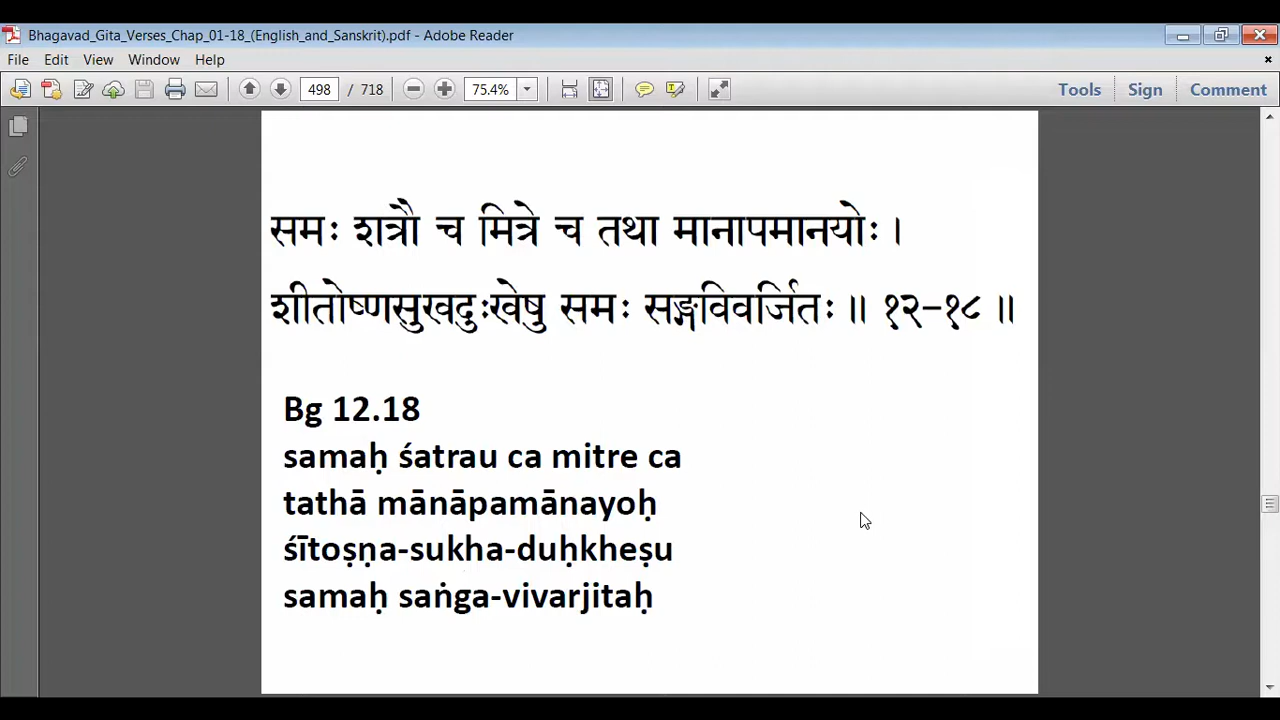 Bhagavad_Gita_Verses_Chap_01-18_(English_and_Sanskrit).pdf - Adobe Reader
File Edit View Window Help
498 / 718 75.4% Tools Sign Comment
समः शत्रौ च मित्रे च तथा मानापमानयोः ।
शीतोष्णसुखदुःखेषु समः सङ्गविवर्जितः ॥ १२-१८ ॥
Bg 12.18
samaḥ śatrau ca mitre ca
tathā mānāpamānayoḥ
śītoṣṇa-sukha-duḥkheṣu
samaḥ saṅga-vivarjitaḥ